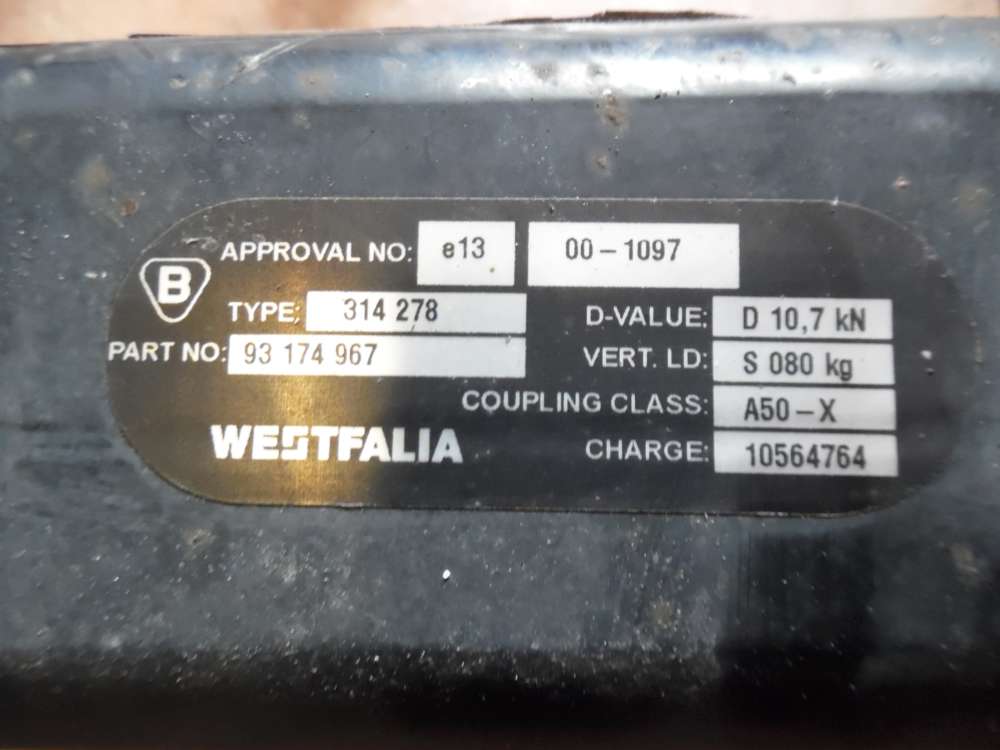 APPROVAL NO: e13 00-1097
B
TYPE: 314 278
D-VALUE: D 10,7 kN
PART NO: 93 174 967
VERT. LD: S 080 kg
COUPLING CLASS: A50-X
WESTFALIA
CHARGE: 10564764